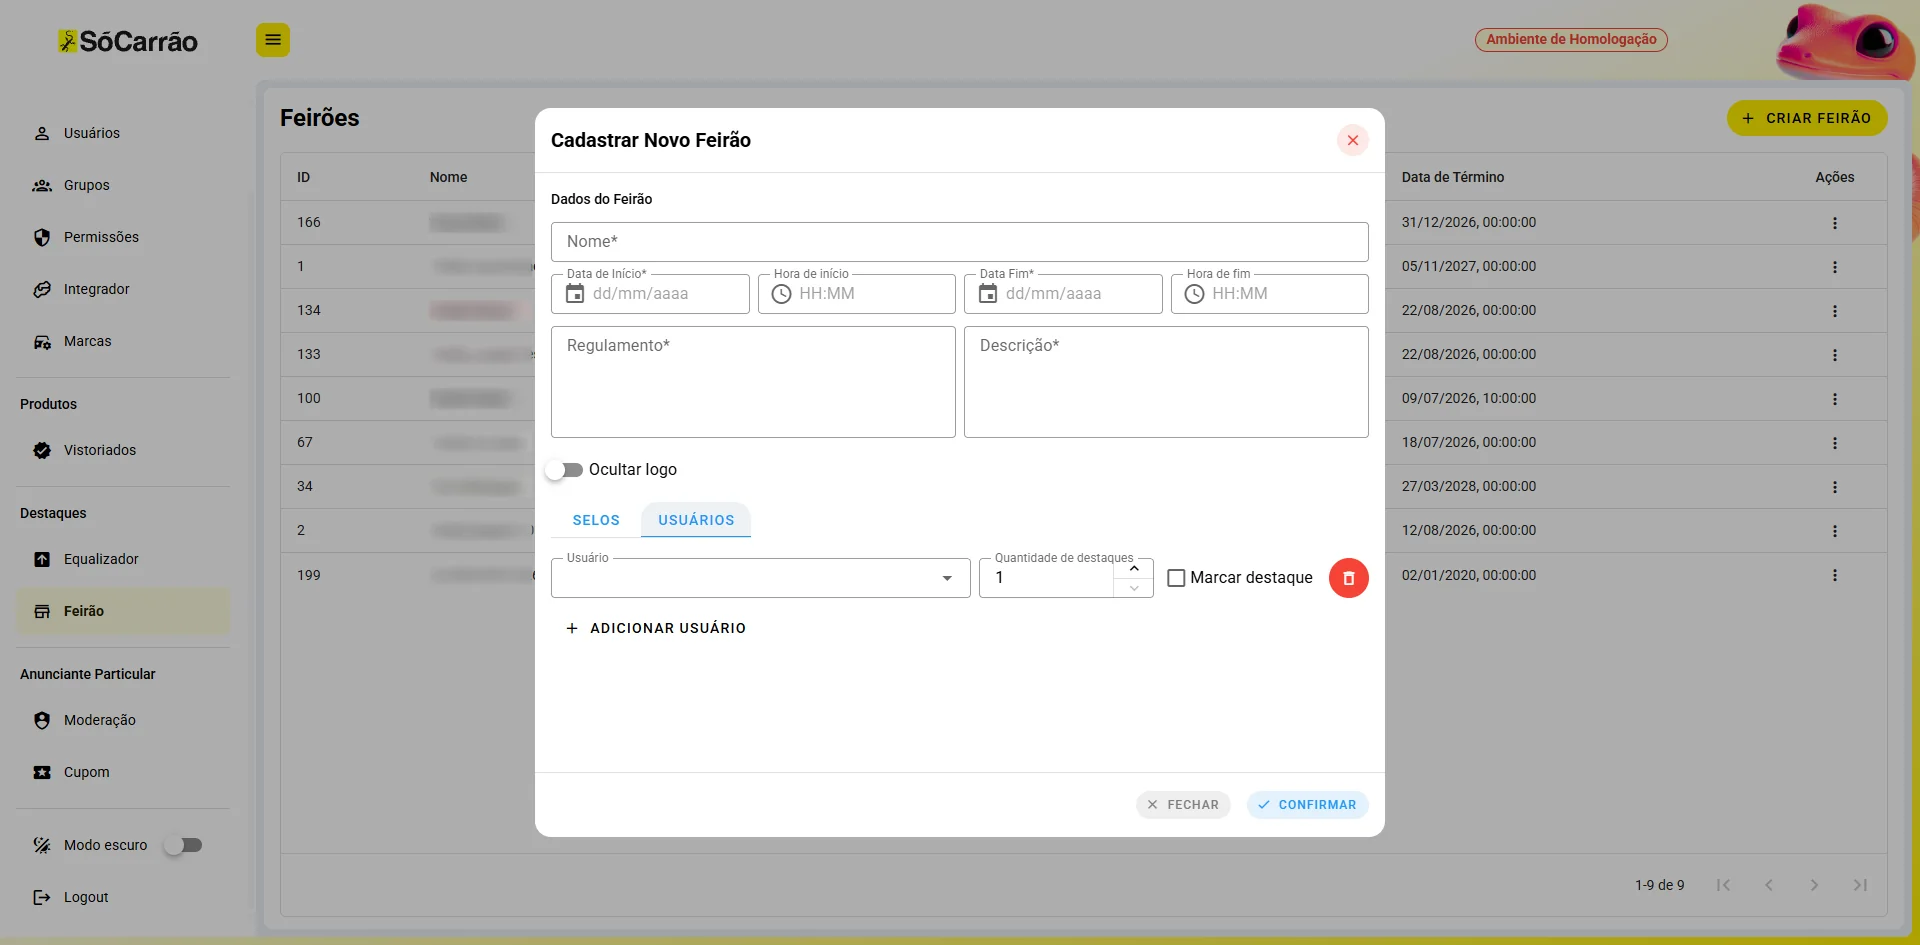 SóCarrão
Ambiente de Homologação
Usuários
Grupos
Permissões
Integrador
Marcas
Produtos
Vistoriados
Destaques
Equalizador
Feirão
Anunciante Particular
Moderação
Cupom
Modo escuro
Logout
Feirões
+ CRIAR FEIRÃO
ID Nome Data de Término Ações
166 31/12/2026, 00:00:00
1 05/11/2027, 00:00:00
134 22/08/2026, 00:00:00
133 22/08/2026, 00:00:00
100 09/07/2026, 10:00:00
67 18/07/2026, 00:00:00
34 27/03/2028, 00:00:00
2 12/08/2026, 00:00:00
199 02/01/2020, 00:00:00
1-9 de 9
Cadastrar Novo Feirão
Dados do Feirão
Nome*
Data de Início* Hora de início Data Fim* Hora de fim
dd/mm/aaaa HH:MM dd/mm/aaaa HH:MM
Regulamento* Descrição*
Ocultar logo
SELOS USUÁRIOS
Usuário Quantidade de destaques
1 Marcar destaque
+ ADICIONAR USUÁRIO
FECHAR CONFIRMAR